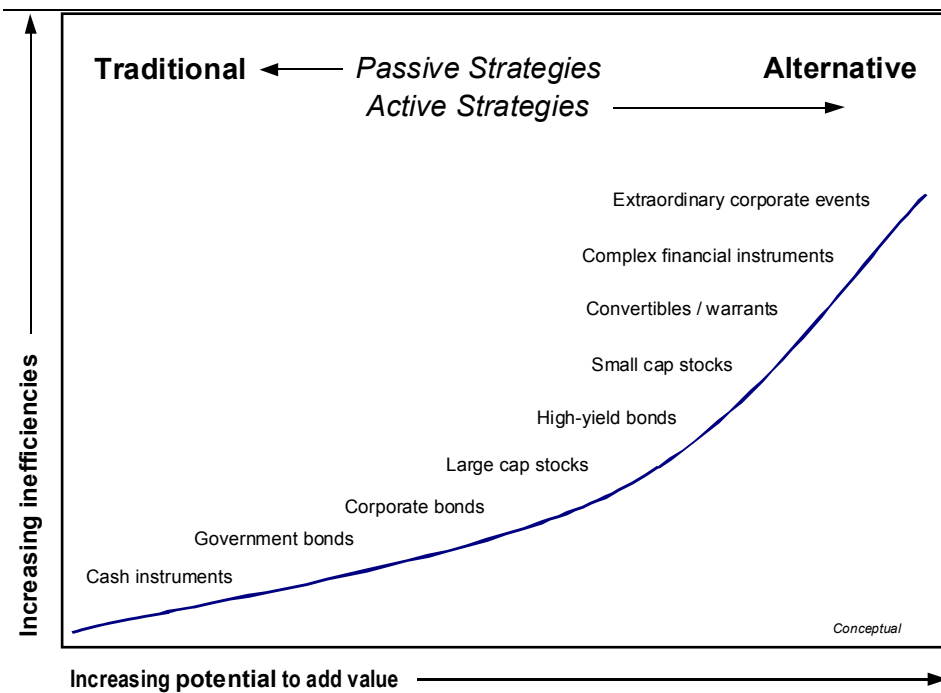 Traditional
Passive Strategies
Alternative
Active Strategies
Extraordinary corporate events
Complex financial instruments
Convertibles / warrants
Small cap stocks
High-yield bonds
Large cap stocks
Corporate bonds
Government bonds
Cash instruments
Increasing inefficiencies
Conceptual
Increasing potential to add value